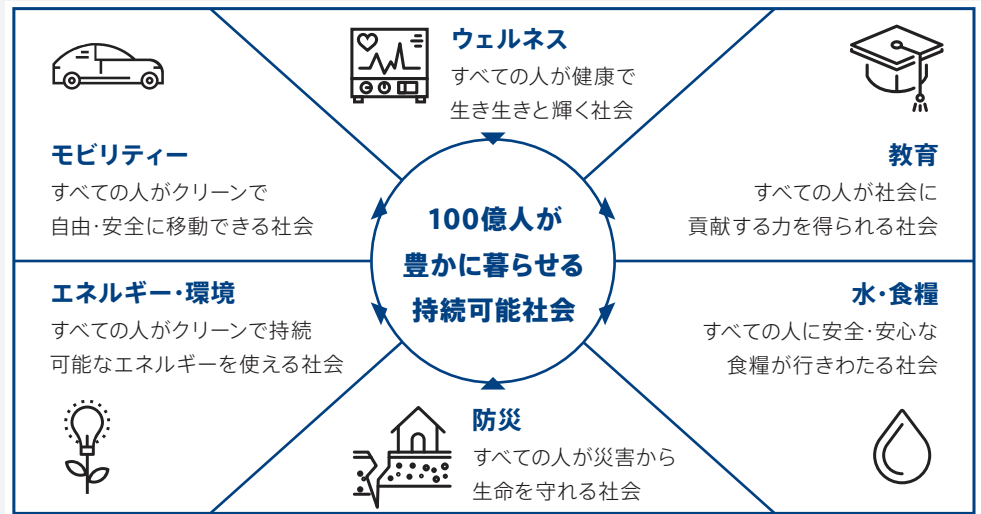 ウェルネス
すべての人が健康で
生き生きと輝く社会
モビリティー
すべての人がクリーンで
自由・安全に移動できる社会
教育
すべての人が社会に
貢献する力を得られる社会
100億人が
豊かに暮らせる
持続可能社会
エネルギー・環境
すべての人がクリーンで持続
可能なエネルギーを使える社会
水・食糧
すべての人に安全・安心な
食糧が行きわたる社会
防災
すべての人が災害から
生命を守れる社会